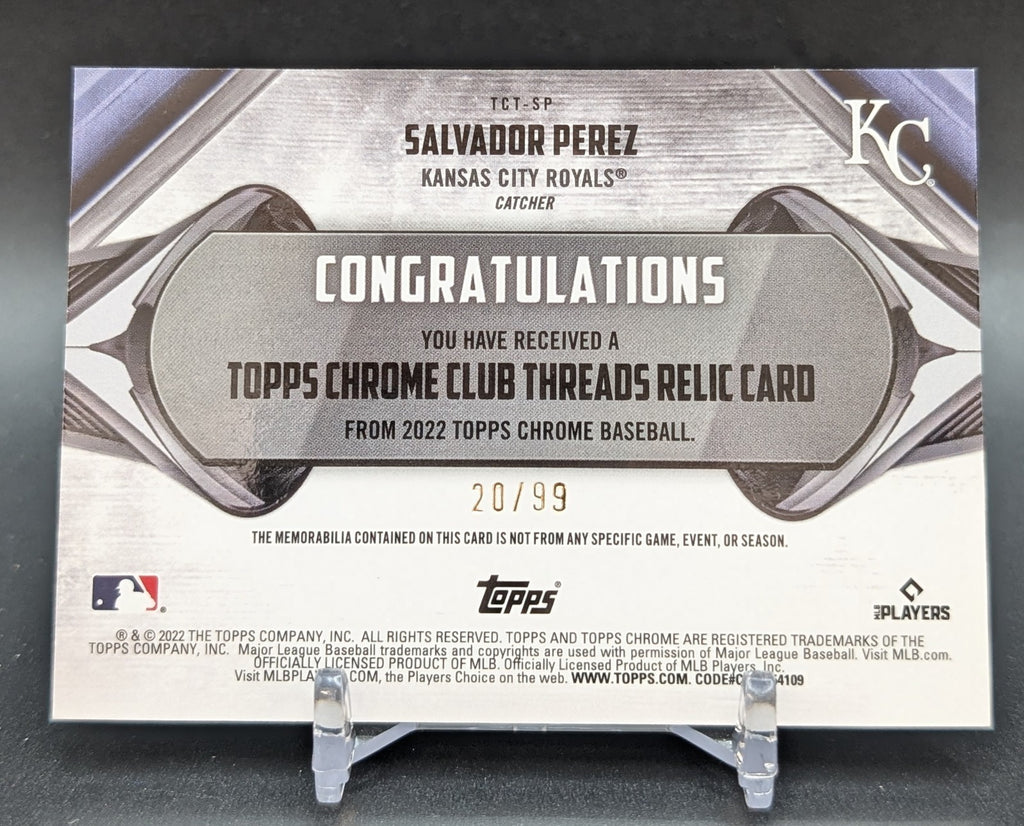 TCT-SP
SALVADOR PEREZ
KANSAS CITY ROYALS®
CATCHER
KC
CONGRATULATIONS
YOU HAVE RECEIVED A
TOPPS CHROME CLUB THREADS RELIC CARD
FROM 2022 TOPPS CHROME BASEBALL.
20/99
THE MEMORABILIA CONTAINED ON THIS CARD IS NOT FROM ANY SPECIFIC GAME, EVENT, OR SEASON.
Topps®
MLB PLAYERS
® & © 2022 THE TOPPS COMPANY, INC. ALL RIGHTS RESERVED. TOPPS AND TOPPS CHROME ARE REGISTERED TRADEMARKS OF THE
TOPPS COMPANY, INC. Major League Baseball trademarks and copyrights are used with permission of Major League Baseball. Visit MLB.com.
OFFICIALLY LICENSED PRODUCT OF MLB. Officially Licensed Product of MLB Players, Inc.
Visit COM, the Players Choice on the web. WWW.TOPPS.COM.